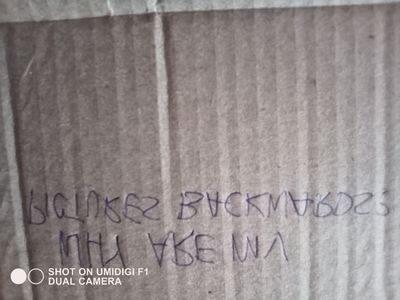 WHY ARE MY
PICTURES BACKWARDS?
SHOT ON UMIDIGI F1
DUAL CAMERA